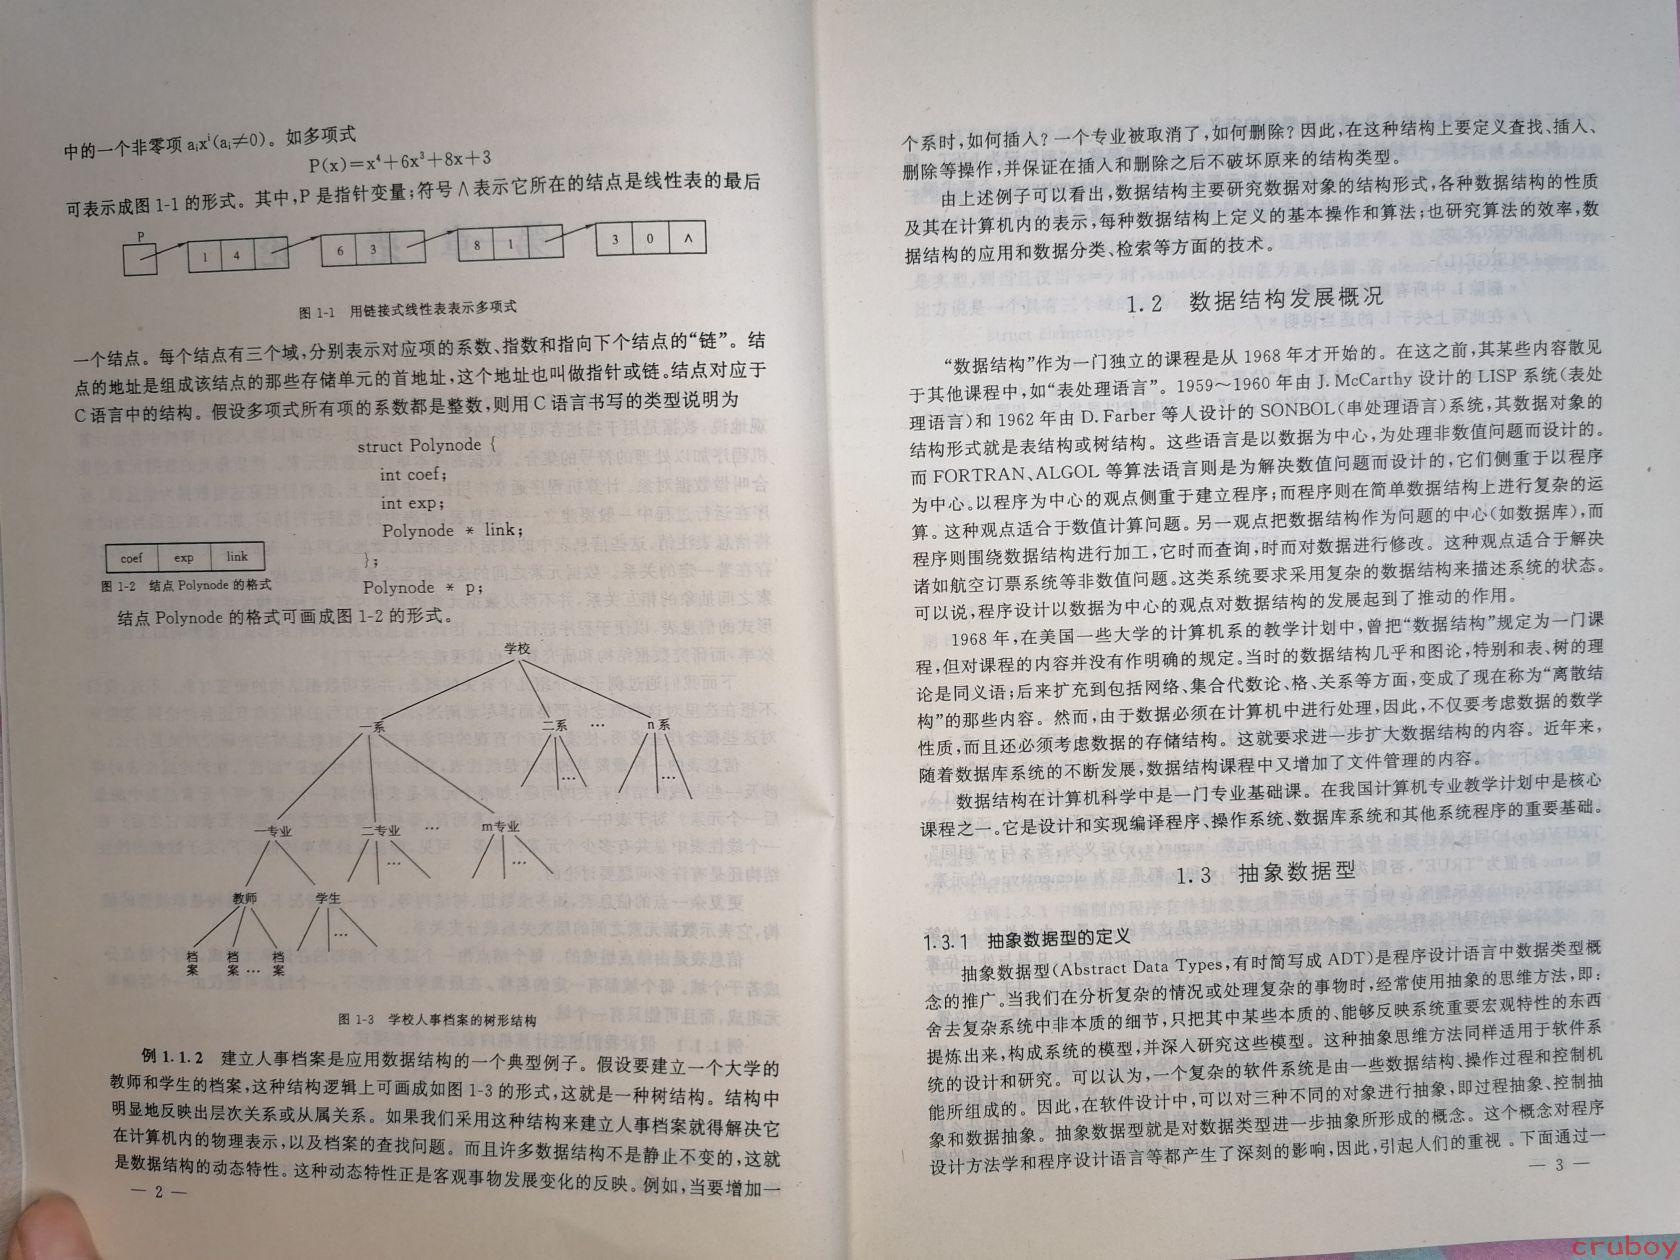 中的一个非零项 aᵢxⁱ(aᵢ≠0)。如多项式
P(x)=x⁴+6x³+8x+3
可表示成图 1-1 的形式。其中,P 是指针变量;符号∧表示它所在的结点是线性表的最后
P
1 4
6 3
8 1
3 0 ∧
图 1-1 用链接式线性表表示多项式
一个结点。每个结点有三个域,分别表示对应项的系数、指数和指向下个结点的“链”。结
点的地址是组成该结点的那些存储单元的首地址,这个地址也叫做指针或链。结点对应于
C 语言中的结构。假设多项式所有项的系数都是整数,则用 C 语言书写的类型说明为
struct Polynode {
int coef;
int exp;
Polynode * link;
};
Polynode * p;
coef exp link
图 1-2 结点 Polynode 的格式
结点 Polynode 的格式可画成图 1-2 的形式。
学校
一系 二系 … n系
… …
一专业 二专业 … m专业
… …
教师 学生
…
档案 档案 … 档案
图 1-3 学校人事档案的树形结构
例 1.1.2 建立人事档案是应用数据结构的一个典型例子。假设要建立一个大学的
教师和学生的档案,这种结构逻辑上可画成如图 1-3 的形式,这就是一种树结构。结构中
明显地反映出层次关系或从属关系。如果我们采用这种结构来建立人事档案就得解决它
在计算机内的物理表示,以及档案的查找问题。而且许多数据结构不是静止不变的,这就
是数据结构的动态特性。这种动态特性正是客观事物发展变化的反映。例如,当要增加一
— 2 —
个系时,如何插入?一个专业被取消了,如何删除?因此,在这种结构上要定义查找、插入、
删除等操作,并保证在插入和删除之后不破坏原来的结构类型。
由上述例子可以看出,数据结构主要研究数据对象的结构形式,各种数据结构的性质
及其在计算机内的表示,每种数据结构上定义的基本操作和算法;也研究算法的效率,数
据结构的应用和数据分类、检索等方面的技术。
1.2 数据结构发展概况
“数据结构”作为一门独立的课程是从 1968 年才开始的。在这之前,其某些内容散见
于其他课程中,如“表处理语言”。1959～1960 年由 J. McCarthy 设计的 LISP 系统(表处
理语言)和 1962 年由 D. Farber 等人设计的 SONBOL(串处理语言)系统,其数据对象的
结构形式就是表结构或树结构。这些语言是以数据为中心,为处理非数值问题而设计的。
而 FORTRAN、ALGOL 等算法语言则是为解决数值问题而设计的,它们侧重于以程序
为中心。以程序为中心的观点侧重于建立程序;而程序则在简单数据结构上进行复杂的运
算。这种观点适合于数值计算问题。另一观点把数据结构作为问题的中心(如数据库),而
程序则围绕数据结构进行加工,它时而查询,时而对数据进行修改。这种观点适合于解决
诸如航空订票系统等非数值问题。这类系统要求采用复杂的数据结构来描述系统的状态。
可以说,程序设计以数据为中心的观点对数据结构的发展起到了推动的作用。
1968 年,在美国一些大学的计算机系的教学计划中,曾把“数据结构”规定为一门课
程,但对课程的内容并没有作明确的规定。当时的数据结构几乎和图论,特别和表、树的理
论是同义语;后来扩充到包括网络、集合代数论、格、关系等方面,变成了现在称为“离散结
构”的那些内容。然而,由于数据必须在计算机中进行处理,因此,不仅要考虑数据的数学
性质,而且还必须考虑数据的存储结构。这就要求进一步扩大数据结构的内容。近年来,
随着数据库系统的不断发展,数据结构课程中又增加了文件管理的内容。
数据结构在计算机科学中是一门专业基础课。在我国计算机专业教学计划中是核心
课程之一。它是设计和实现编译程序、操作系统、数据库系统和其他系统程序的重要基础。
1.3 抽象数据型
1.3.1 抽象数据型的定义
抽象数据型(Abstract Data Types,有时简写成 ADT)是程序设计语言中数据类型概
念的推广。当我们在分析复杂的情况或处理复杂的事物时,经常使用抽象的思维方法,即:
舍去复杂系统中非本质的细节,只把其中某些本质的、能够反映系统重要宏观特性的东西
提炼出来,构成系统的模型,并深入研究这些模型。这种抽象思维方法同样适用于软件系
统的设计和研究。可以认为,一个复杂的软件系统是由一些数据结构、操作过程和控制机
能所组成的。因此,在软件设计中,可以对三种不同的对象进行抽象,即过程抽象、控制抽
象和数据抽象。抽象数据型就是对数据类型进一步抽象所形成的概念。这个概念对程序
设计方法学和程序设计语言等都产生了深刻的影响,因此,引起人们的重视。下面通过一
— 3 —
cruboy